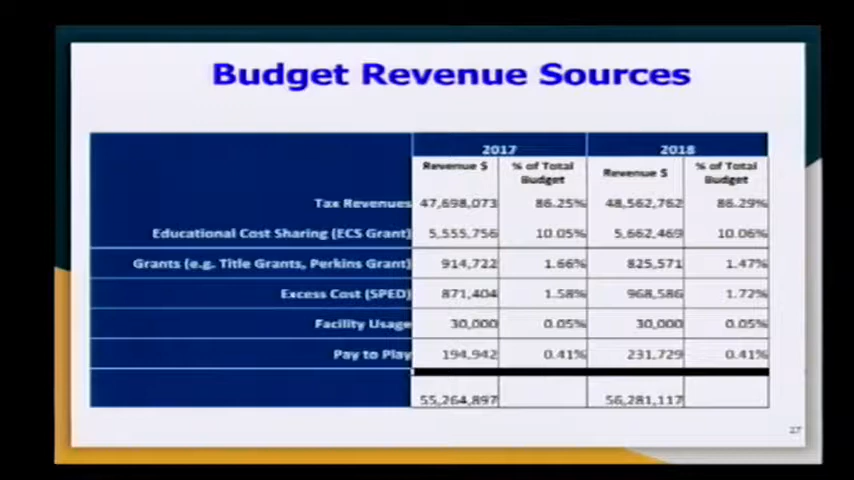 Budget Revenue Sources
2017 2018
Revenue $ % of Total Budget Revenue $ % of Total Budget
Tax Revenues 47,698,073 86.25% 48,562,762 86.29%
Educational Cost Sharing (ECS Grant) 5,555,756 10.05% 5,662,469 10.06%
Grants (e.g. Title Grants, Perkins Grant) 914,722 1.66% 825,571 1.47%
Excess Cost (SPED) 871,404 1.58% 968,586 1.72%
Facility Usage 30,000 0.05% 30,000 0.05%
Pay to Play 194,942 0.41% 231,729 0.41%
55,264,897 56,281,117
27